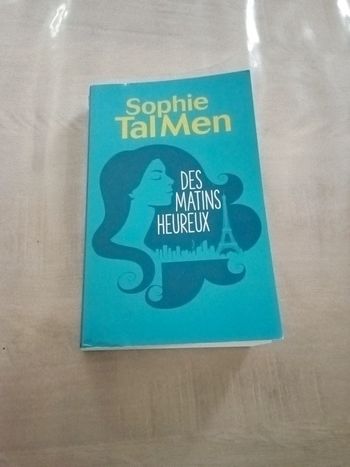 Sophie
Tal Men
DES
MATINS
HEUREUX